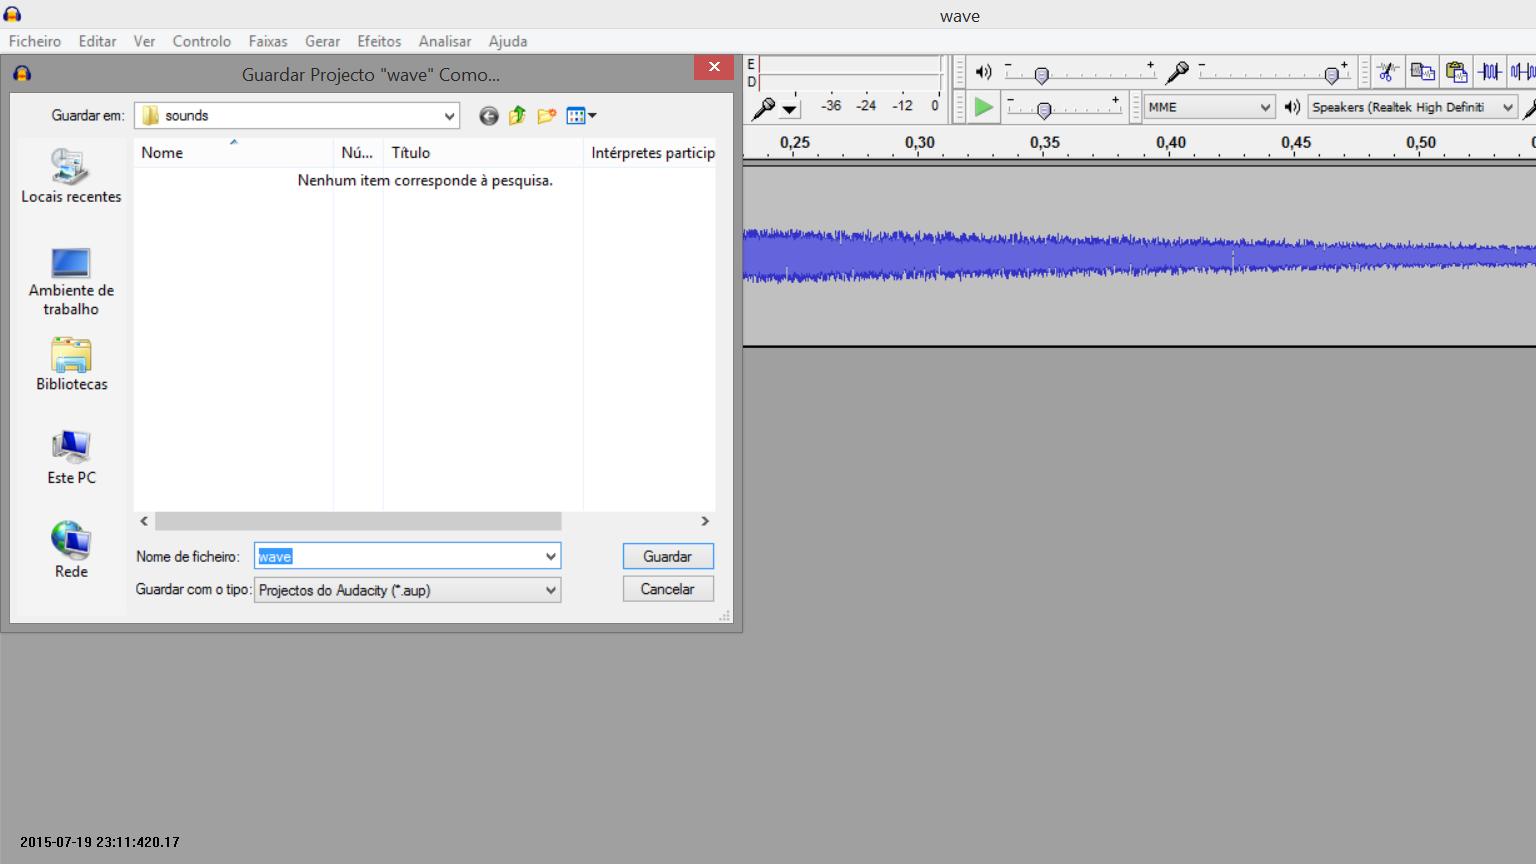 wave
Ficheiro Editar Ver Controlo Faixas Gerar Efeitos Analisar Ajuda
Guardar Projecto "wave" Como...
Guardar em: sounds
Nome Nú... Título Intérpretes particip
Nenhum item corresponde à pesquisa.
Locais recentes
Ambiente de
trabalho
Bibliotecas
Este PC
Rede
Nome de ficheiro: wave Guardar
Guardar com o tipo: Projectos do Audacity (*.aup) Cancelar
E
D
- + - +
-36 -24 -12 0 - + MME Speakers (Realtek High Definiti
0,25 0,30 0,35 0,40 0,45 0,50
2015-07-19 23:11:420.17